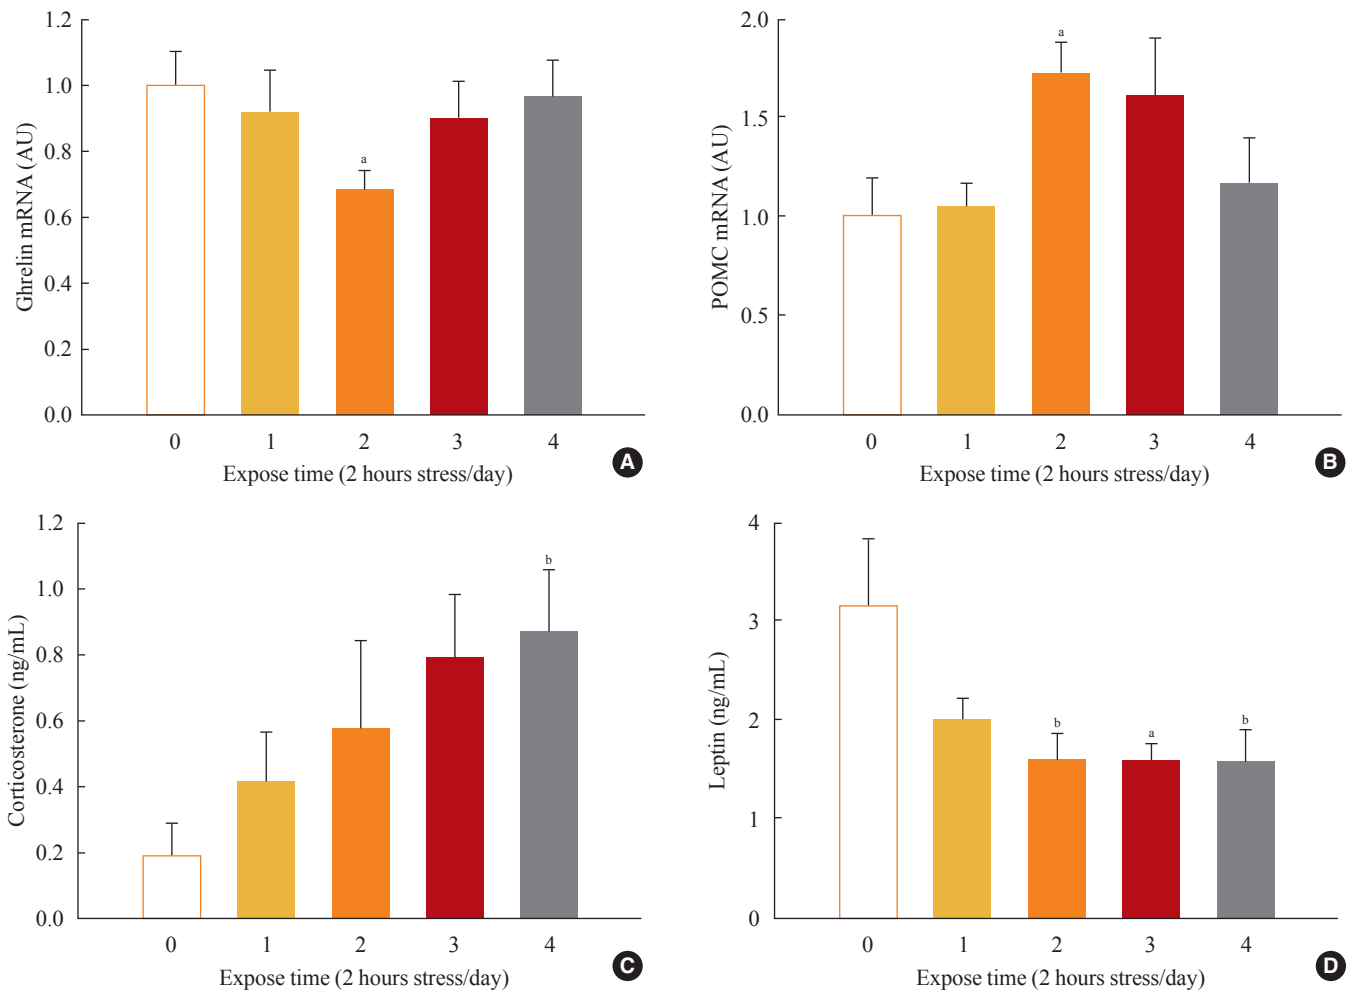 1.2
1.0
0.8
0.6
0.4
0.2
0.0
Ghrelin mRNA (AU)
a
0 1 2 3 4
Expose time (2 hours stress/day)
A
2.0
1.5
1.0
0.5
0.0
POMC mRNA (AU)
a
0 1 2 3 4
Expose time (2 hours stress/day)
B
1.2
1.0
0.8
0.6
0.4
0.2
0.0
Corticosterone (ng/mL)
b
0 1 2 3 4
Expose time (2 hours stress/day)
C
4
3
2
1
0
Leptin (ng/mL)
b a b
0 1 2 3 4
Expose time (2 hours stress/day)
D